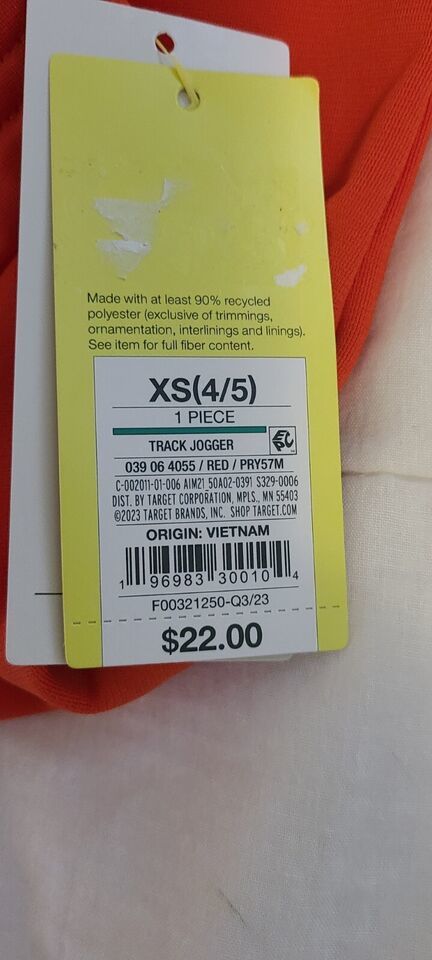 Made with at least 90% recycled
polyester (exclusive of trimmings,
ornamentation, interlinings and linings).
See item for full fiber content.
XS(4/5)
1 PIECE
TRACK JOGGER
039 06 4055 / RED / PRY57M
C-002011-01-006 AIM21_50A02-0391 S329-0006
DIST. BY TARGET CORPORATION, MPLS., MN 55403
©2023 TARGET BRANDS, INC. SHOP TARGET.COM
ORIGIN: VIETNAM
1 96983 30010 4
F00321250-Q3/23
$22.00